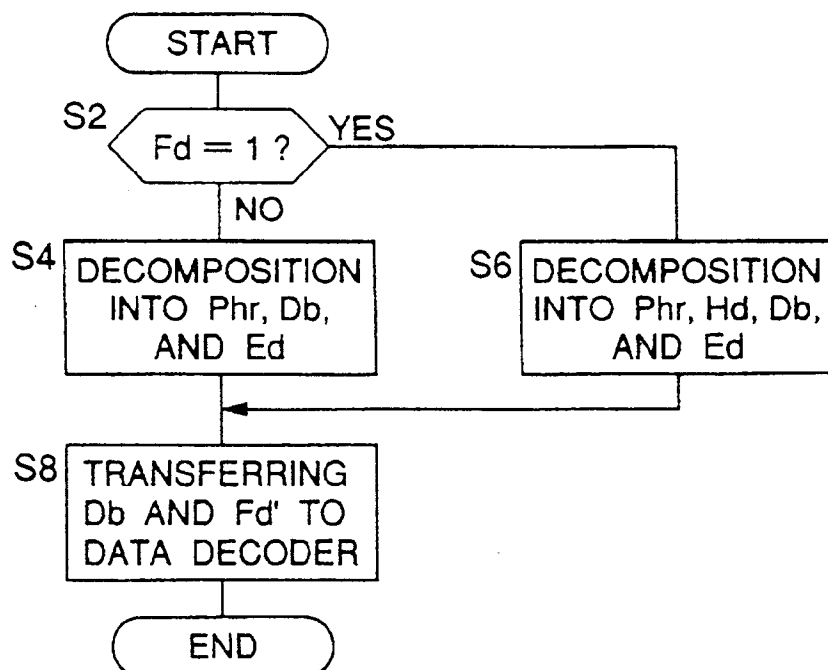 START
S2
Fd = 1 ?
YES
NO
S4
DECOMPOSITION
INTO Phr, Db,
AND Ed
S6
DECOMPOSITION
INTO Phr, Hd, Db,
AND Ed
S8
TRANSFERRING
Db AND Fd' TO
DATA DECODER
END